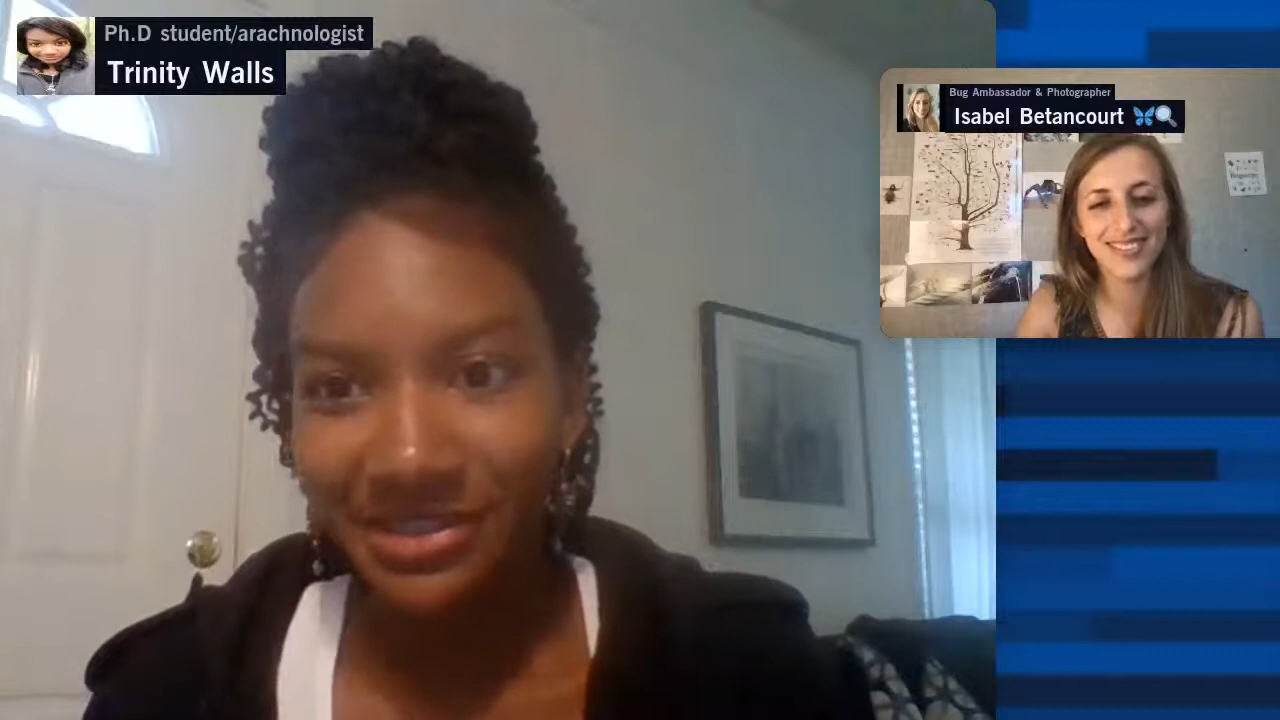 Ph.D student/arachnologist
Trinity Walls
Bug Ambassador & Photographer
Isabel Betancourt 🦋🔍